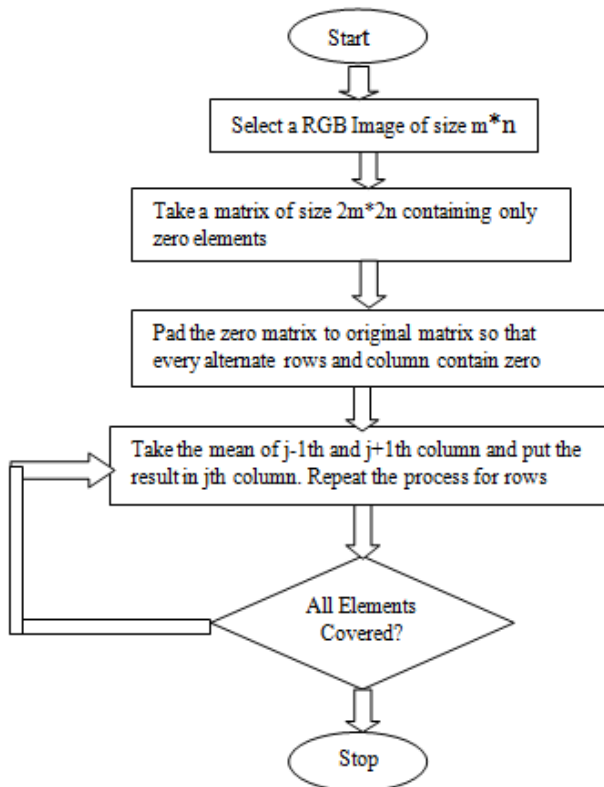 Start
Select a RGB Image of size m*n
Take a matrix of size 2m*2n containing only
zero elements
Pad the zero matrix to original matrix so that
every alternate rows and column contain zero
Take the mean of j-1th and j+1th column and put the
result in jth column. Repeat the process for rows
All Elements
Covered?
Stop